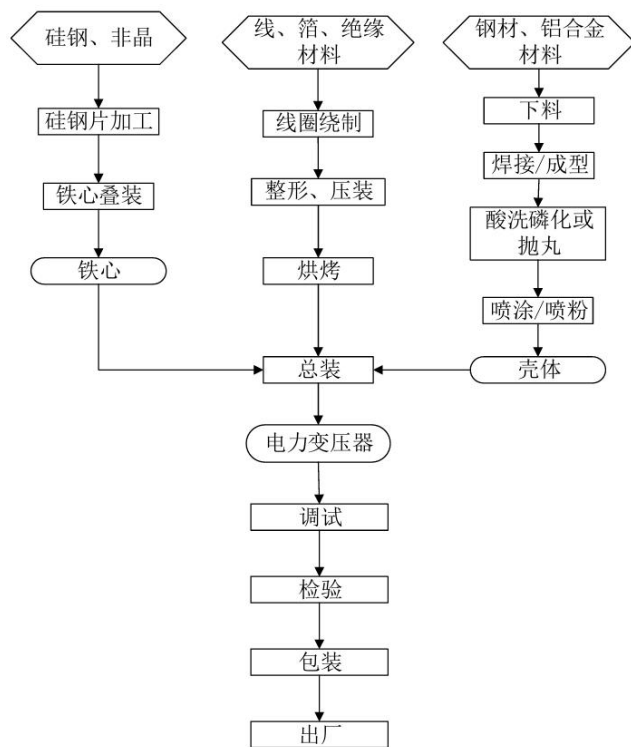 硅钢、非晶
线、箔、绝缘
材料
钢材、铝合金
材料
硅钢片加工
线圈绕制
下料
焊接/成型
铁心叠装
整形、压装
酸洗磷化或
抛丸
铁心
烘烤
喷涂/喷粉
总装
壳体
电力变压器
调试
检验
包装
出厂